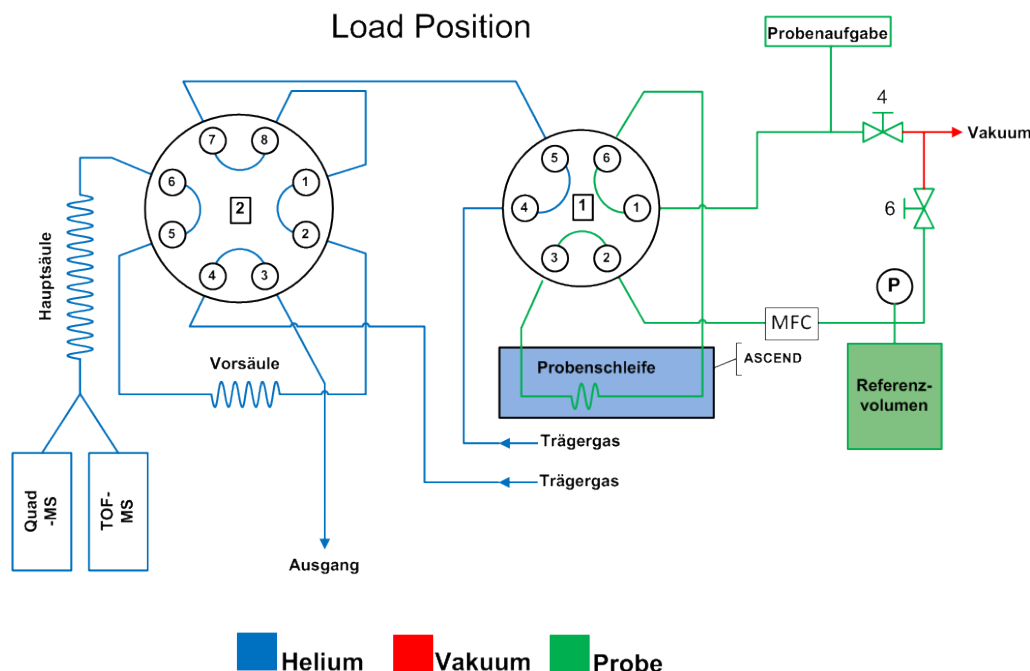 Load Position
Probenaufgabe
4
Vakuum
7
8
6
1
2
5
2
4
3
5
6
4
1
1
3
2
6
P
MFC
Hauptsäule
Vorsäule
Probenschleife
ASCEND
Referenz-
volumen
Trägergas
Trägergas
Quad
-MS
TOF-
MS
Ausgang
Helium
Vakuum
Probe